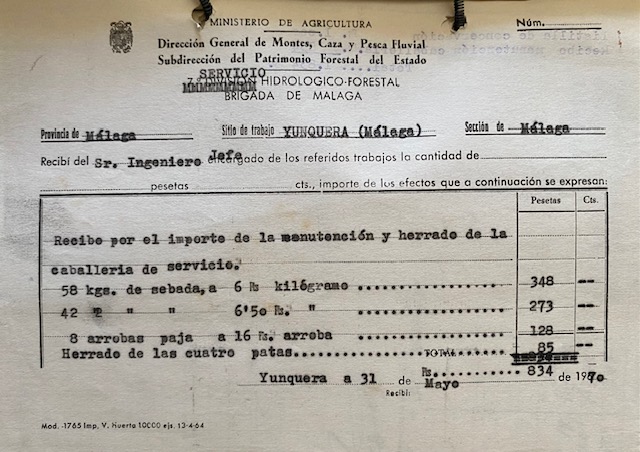 MINISTERIO DE AGRICULTURA
Núm.
Dirección General de Montes, Caza y Pesca Fluvial
Subdirección del Patrimonio Forestal del Estado
SERVICIO
7.ª DIVISIÓN HIDROLOGICO-FORESTAL
BRIGADA DE MALAGA
Provincia de Málaga Sitio de trabajo YUNQUERA (Málaga) Sección de Málaga
Recibí del Sr. Ingeniero Jefe encargado de los referidos trabajos la cantidad de
pesetas cts., importe de los efectos que a continuación se expresan:
Pesetas Cts.
Recibo por el importe de la manutención y herrado de la
caballeria de servicio.
58 kgs. de sebada, a 6 Pts kilógramo .................. 348 --
42 " " " 6'50 Pts. " .................. 273 --
8 arrobas paja a 16 Pts. arroba .................. 128 --
Herrado de las cuatro patas.................. 85 --
TOTAL
Pts......... 834
Yunquera a 31 de Mayo de 1970
Recibí:
Mod. -1765 Imp. V. Huerta 10000 ejs. 13-4-64